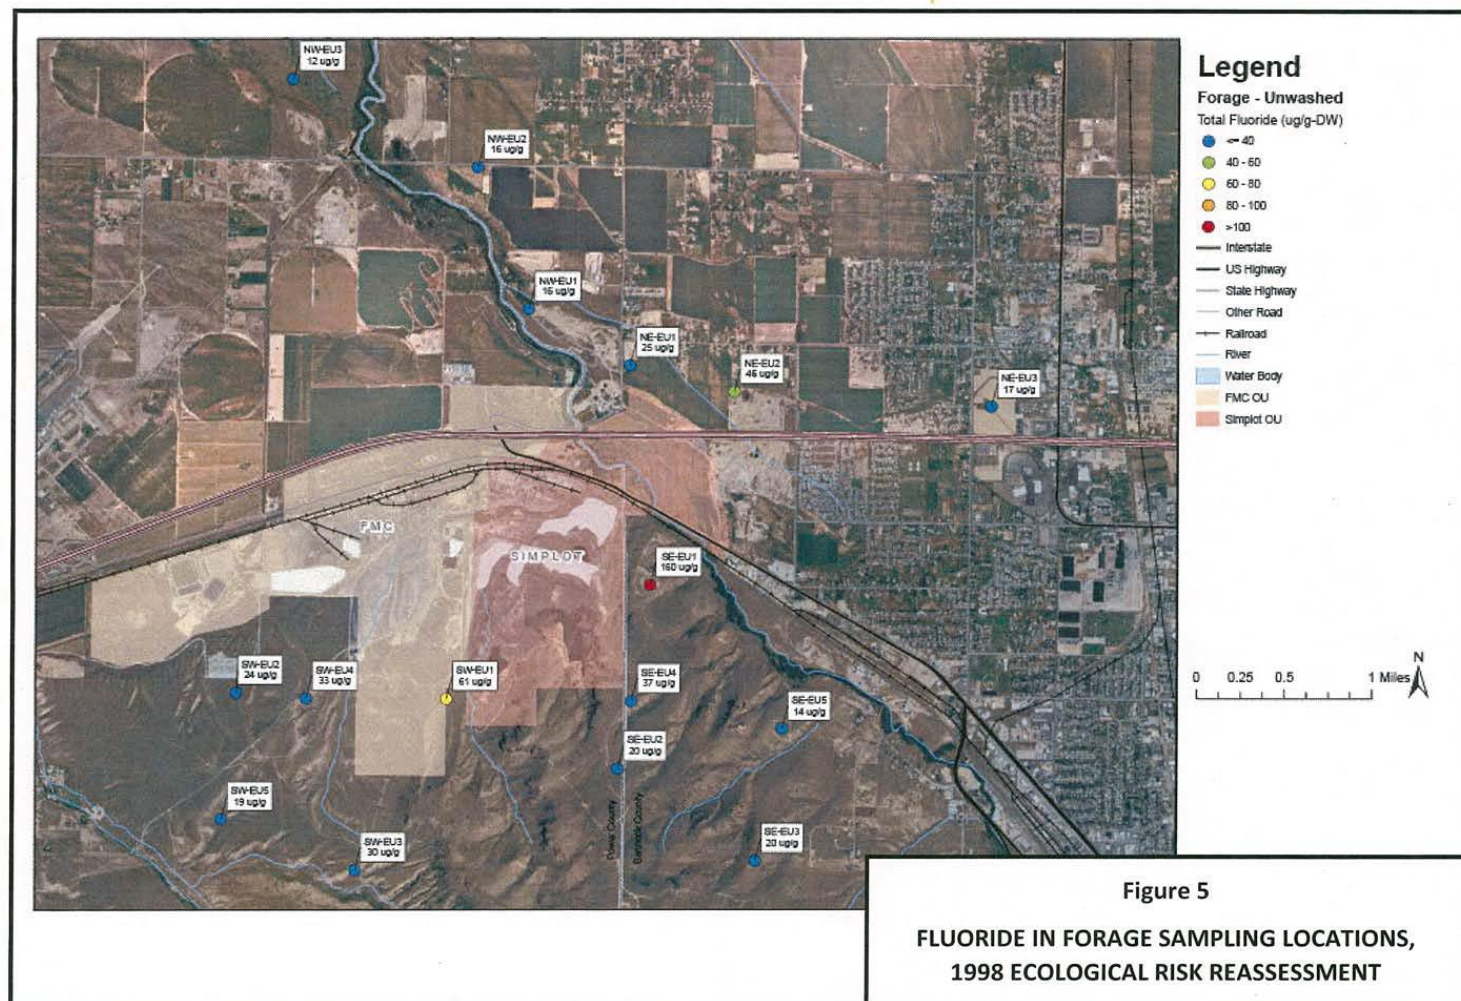 NW-EU3
12 ug/g
NW-EU2
16 ug/g
NW-EU1
15 ug/g
NE-EU1
25 ug/g
NE-EU2
45 ug/g
NE-EU3
17 ug/g
FMC
SIMPLOT
SE-EU1
160 ug/g
SW-EU2
24 ug/g
SW-EU4
33 ug/g
SW-EU1
61 ug/g
SE-EU4
37 ug/g
SE-EU5
14 ug/g
SE-EU2
20 ug/g
SW-EU5
19 ug/g
SW-EU3
30 ug/g
SE-EU3
20 ug/g
Power County
Bannock County
Legend
Forage - Unwashed
Total Fluoride (ug/g-DW)
<= 40
40 - 60
60 - 80
80 - 100
>100
Interstate
US Highway
State Highway
Other Road
Railroad
River
Water Body
FMC OU
Simplot OU
N
0 0.25 0.5 1 Miles
Figure 5
FLUORIDE IN FORAGE SAMPLING LOCATIONS,
1998 ECOLOGICAL RISK REASSESSMENT